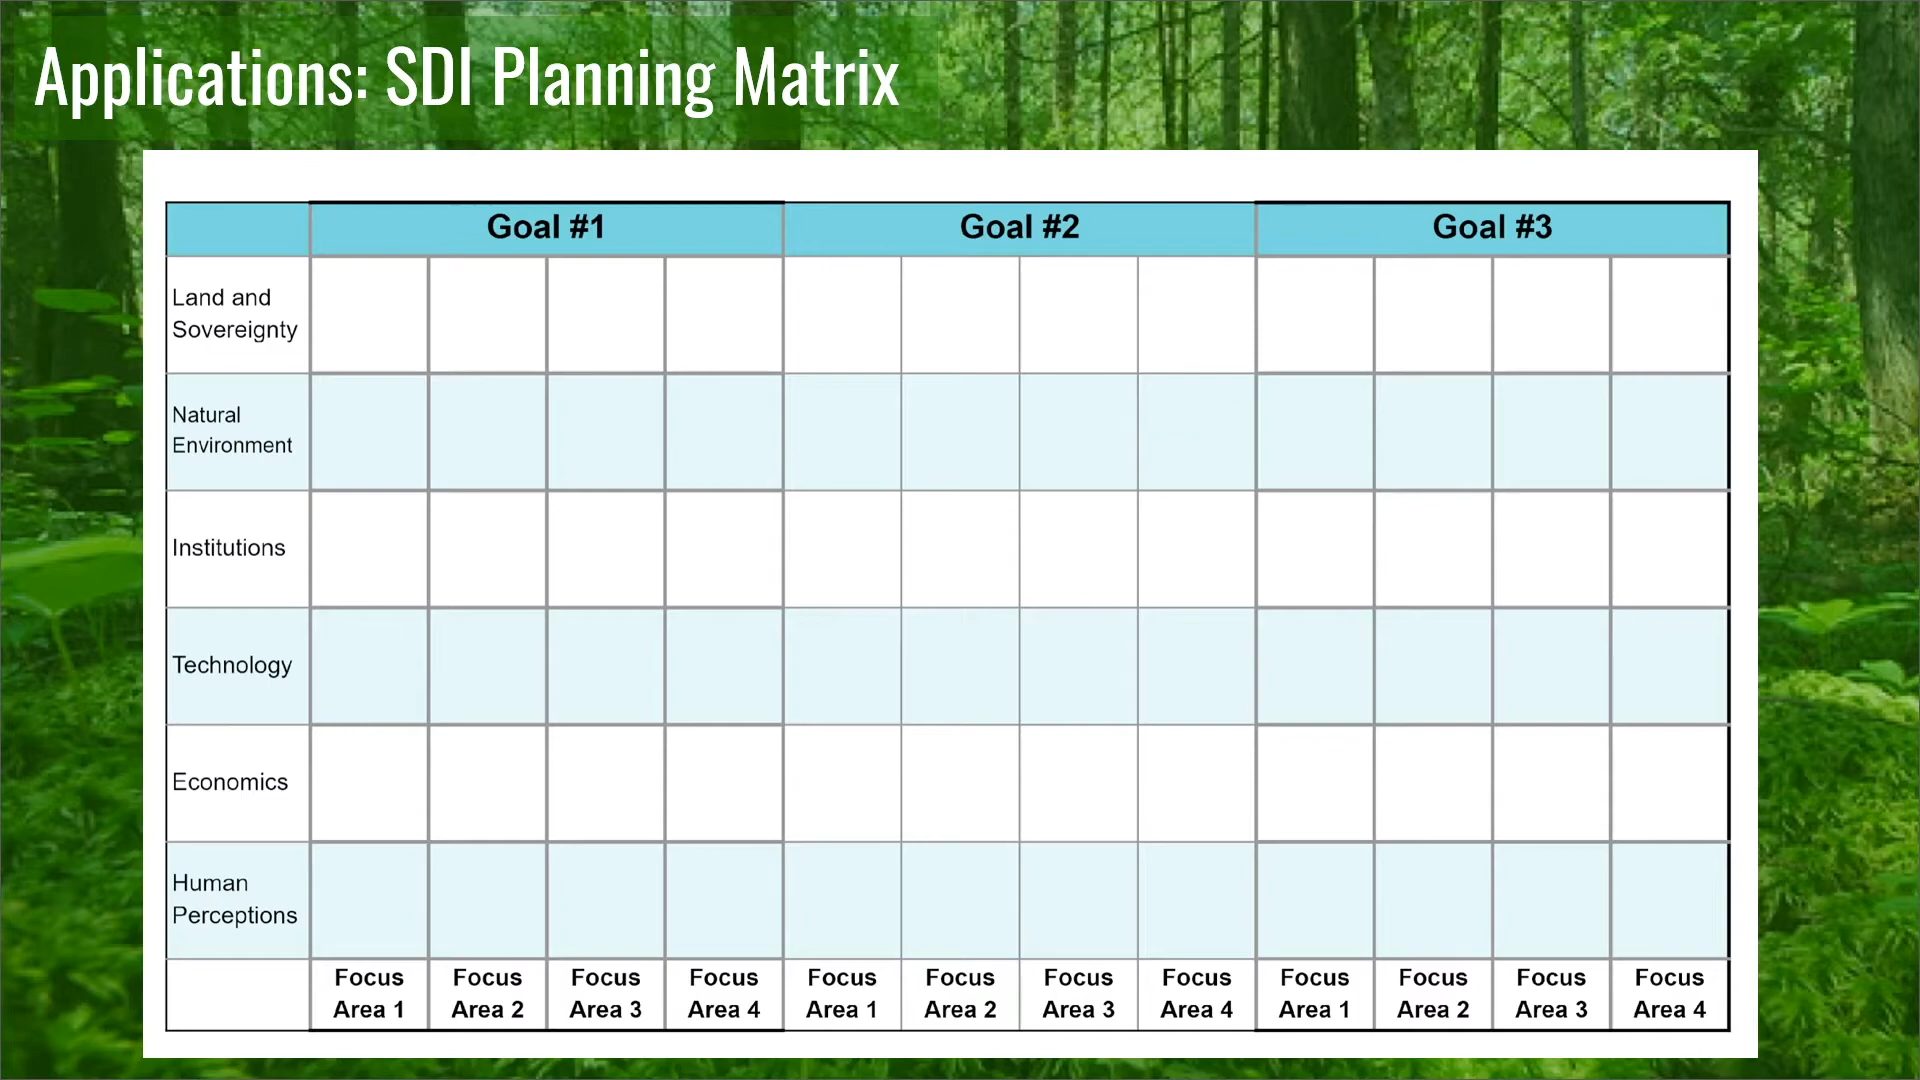 Applications: SDI Planning Matrix
Goal #1 Goal #2 Goal #3
Land and
Sovereignty
Natural
Environment
Institutions
Technology
Economics
Human
Perceptions
Focus Focus Focus Focus Focus Focus Focus Focus Focus Focus Focus Focus
Area 1 Area 2 Area 3 Area 4 Area 1 Area 2 Area 3 Area 4 Area 1 Area 2 Area 3 Area 4